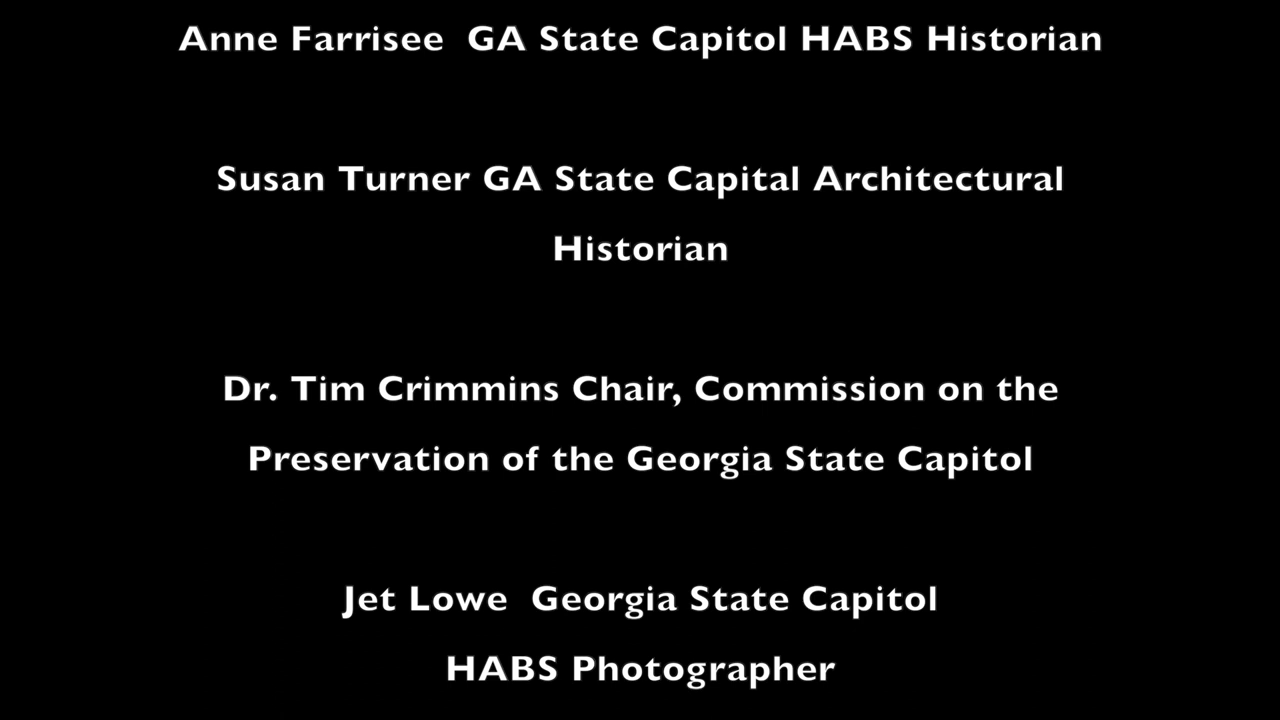 Anne Farrisee  GA State Capitol HABS Historian
Susan Turner GA State Capital Architectural
Historian
Dr. Tim Crimmins Chair, Commission on the
Preservation of the Georgia State Capitol
Jet Lowe  Georgia State Capitol
HABS Photographer